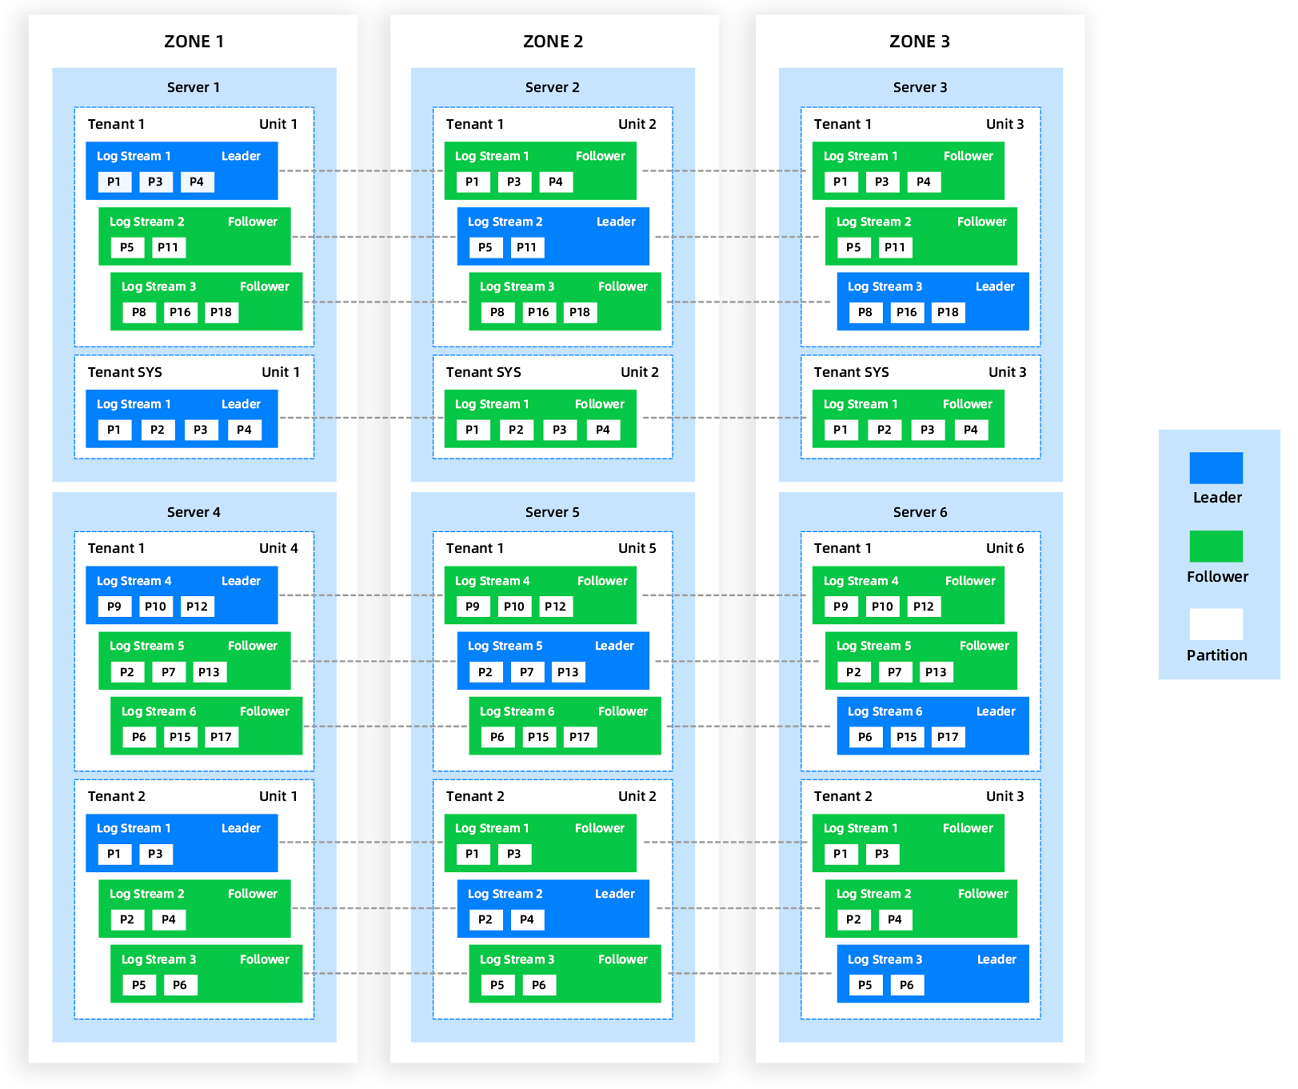 ZONE 1
Server 1
Tenant 1 Unit 1
Log Stream 1 Leader
P1 P3 P4
Log Stream 2 Follower
P5 P11
Log Stream 3 Follower
P8 P16 P18
Tenant SYS Unit 1
Log Stream 1 Leader
P1 P2 P3 P4
Server 4
Tenant 1 Unit 4
Log Stream 4 Leader
P9 P10 P12
Log Stream 5 Follower
P2 P7 P13
Log Stream 6 Follower
P6 P15 P17
Tenant 2 Unit 1
Log Stream 1 Leader
P1 P3
Log Stream 2 Follower
P2 P4
Log Stream 3 Follower
P5 P6
ZONE 2
Server 2
Tenant 1 Unit 2
Log Stream 1 Follower
P1 P3 P4
Log Stream 2 Leader
P5 P11
Log Stream 3 Follower
P8 P16 P18
Tenant SYS Unit 2
Log Stream 1 Follower
P1 P2 P3 P4
Server 5
Tenant 1 Unit 5
Log Stream 4 Follower
P9 P10 P12
Log Stream 5 Leader
P2 P7 P13
Log Stream 6 Follower
P6 P15 P17
Tenant 2 Unit 2
Log Stream 1 Follower
P1 P3
Log Stream 2 Leader
P2 P4
Log Stream 3 Follower
P5 P6
ZONE 3
Server 3
Tenant 1 Unit 3
Log Stream 1 Follower
P1 P3 P4
Log Stream 2 Follower
P5 P11
Log Stream 3 Leader
P8 P16 P18
Tenant SYS Unit 3
Log Stream 1 Follower
P1 P2 P3 P4
Server 6
Tenant 1 Unit 6
Log Stream 4 Follower
P9 P10 P12
Log Stream 5 Follower
P2 P7 P13
Log Stream 6 Leader
P6 P15 P17
Tenant 2 Unit 3
Log Stream 1 Follower
P1 P3
Log Stream 2 Follower
P2 P4
Log Stream 3 Leader
P5 P6
Leader
Follower
Partition